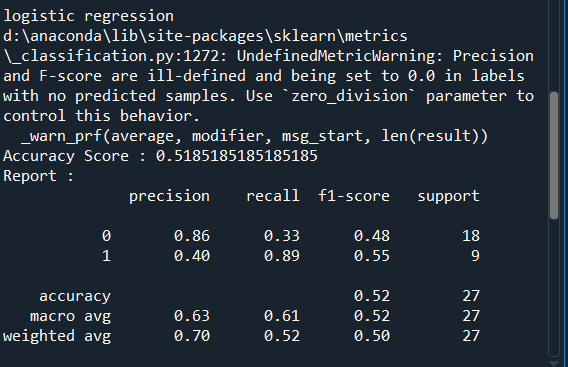 logistic regression
d:\anaconda\lib\site-packages\sklearn\metrics
\_classification.py:1272: UndefinedMetricWarning: Precision
and F-score are ill-defined and being set to 0.0 in labels
with no predicted samples. Use `zero_division` parameter to
control this behavior.
  _warn_prf(average, modifier, msg_start, len(result))
Accuracy Score : 0.5185185185185185
Report :
              precision    recall  f1-score   support

           0       0.86      0.33      0.48        18
           1       0.40      0.89      0.55         9

    accuracy                           0.52        27
   macro avg       0.63      0.61      0.52        27
weighted avg       0.70      0.52      0.50        27